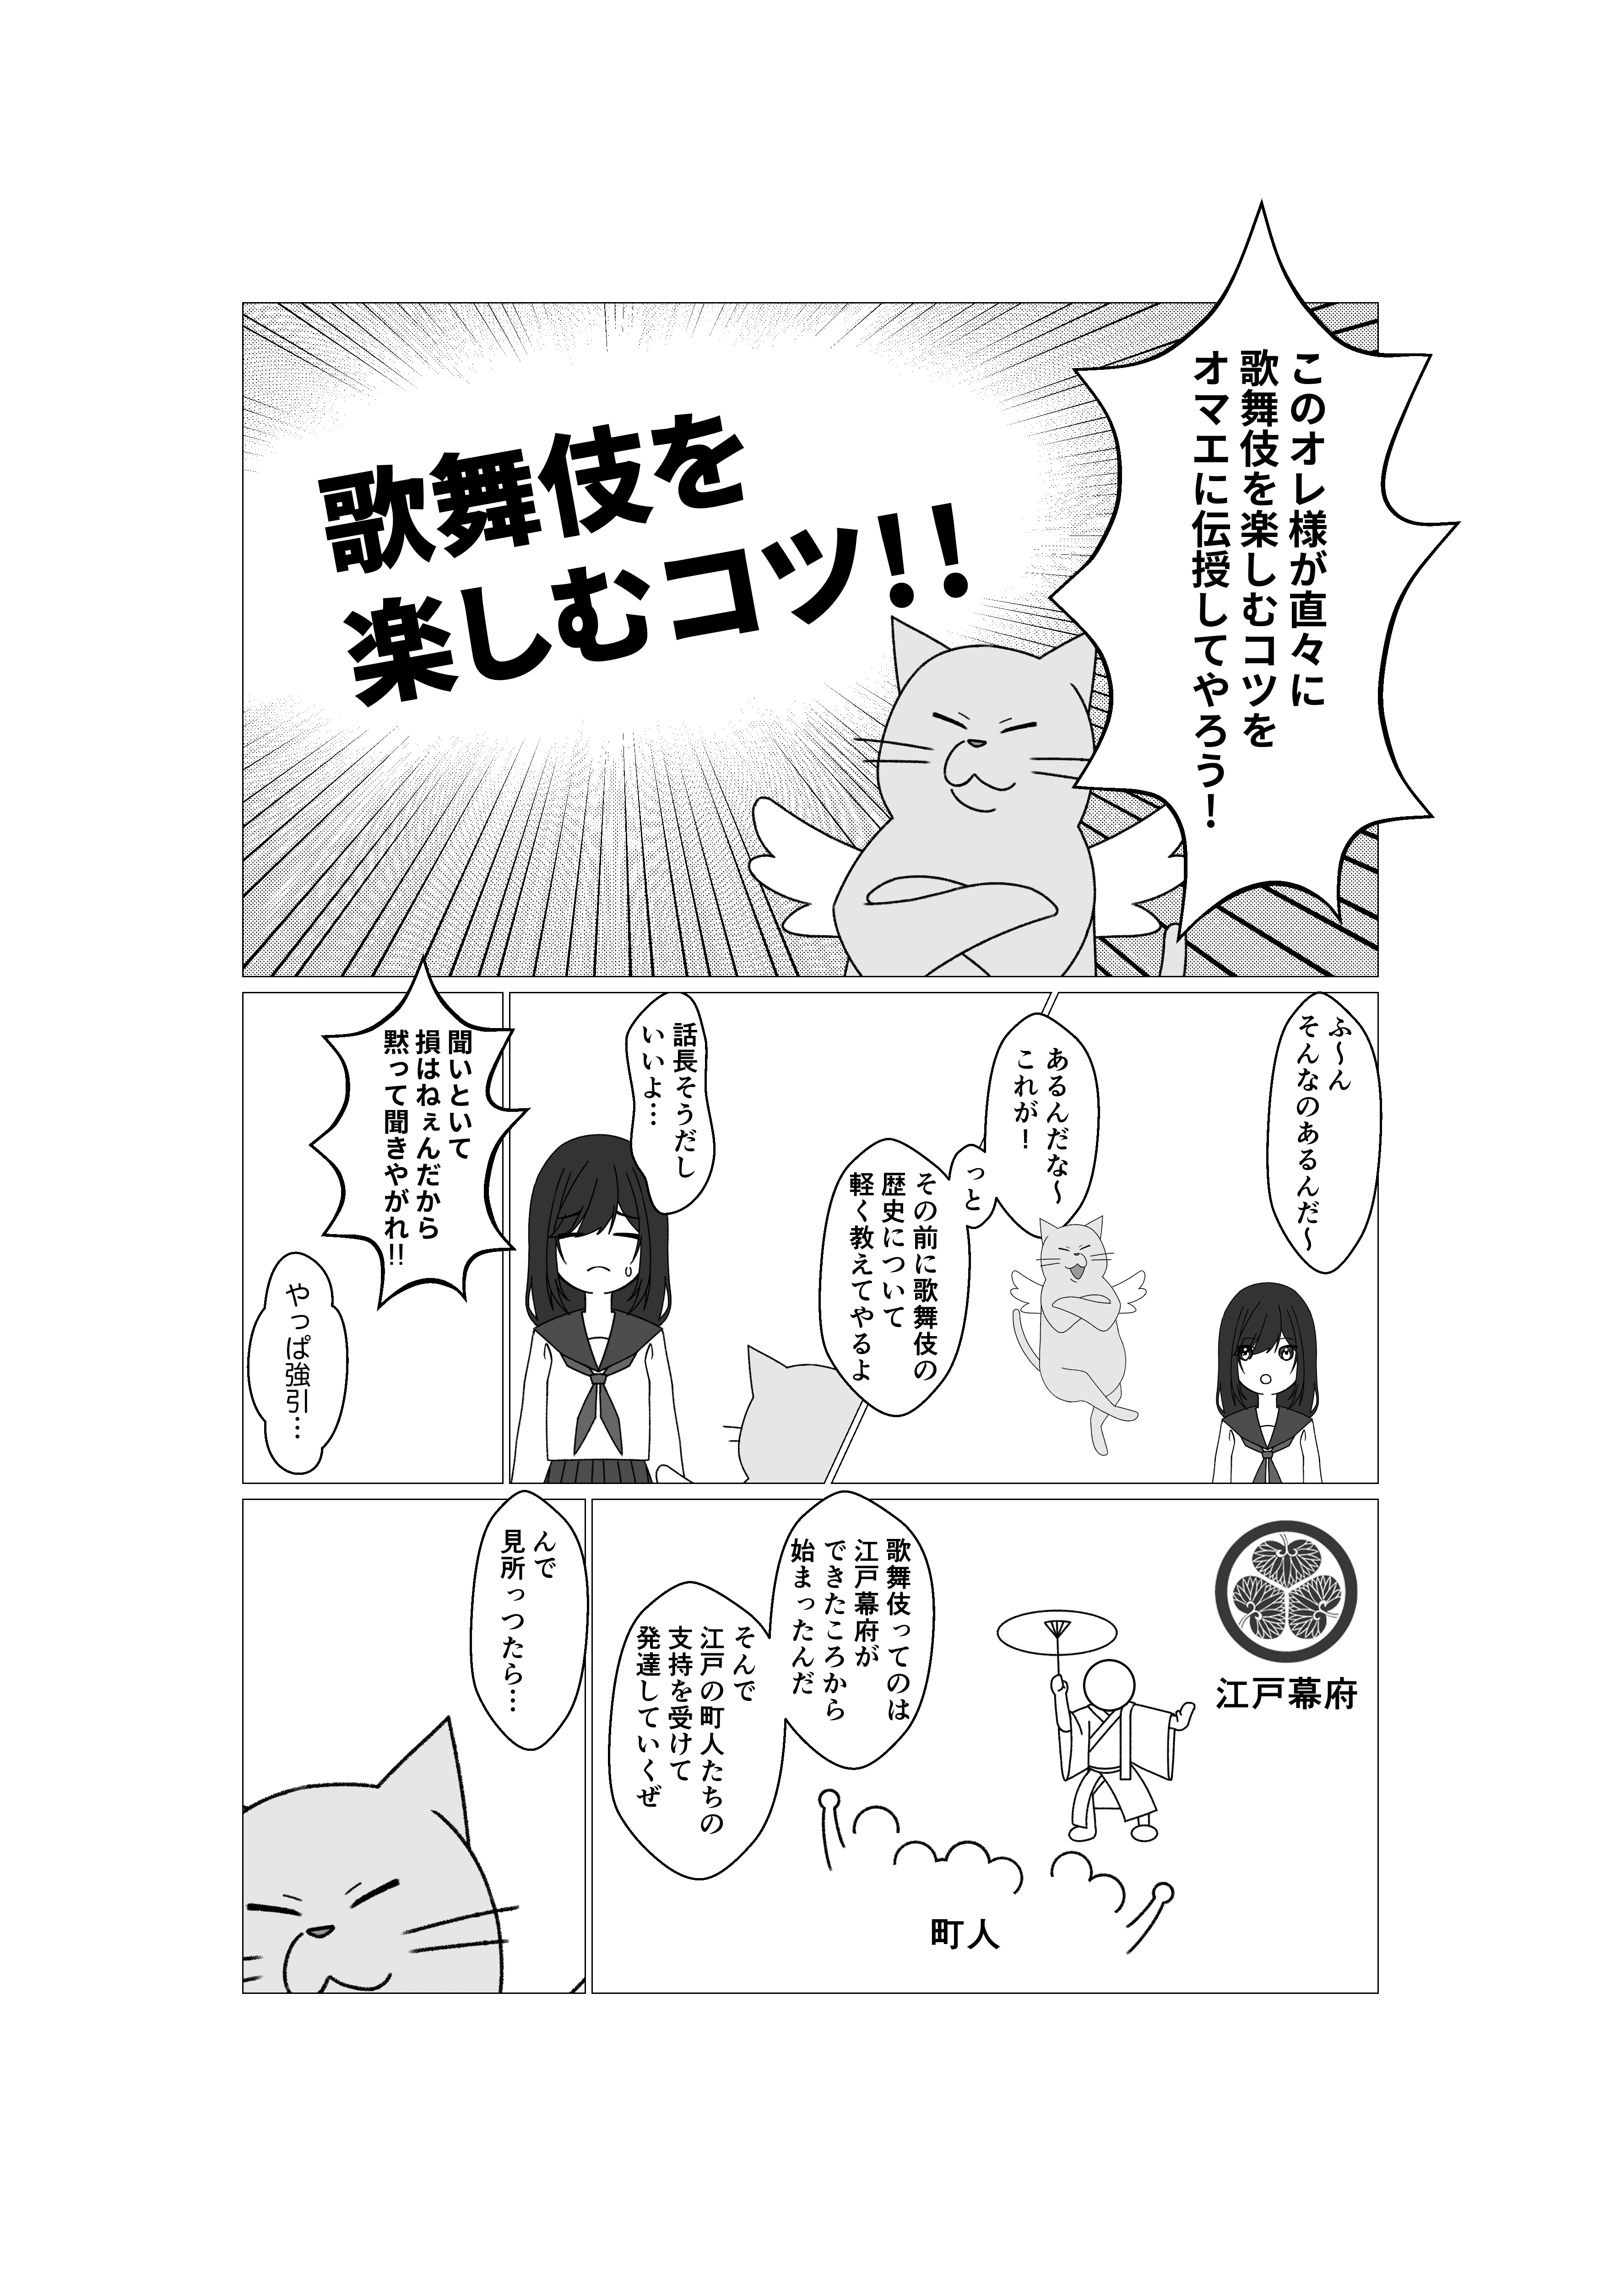 このオレ様が直々に
歌舞伎を楽しむコツを
オマエに伝授してやろう！
歌舞伎を
楽しむコツ!!
ふ〜ん
そんなのあるんだ〜
あるんだな〜
これが！
っと
その前に歌舞伎の
歴史について
軽く教えてやるよ
話長そうだし
いいよ…
聞いといて
損はねぇんだから
黙って聞きやがれ!!
やっぱ強引…
江戸幕府
歌舞伎ってのは
江戸幕府が
できたころから
始まったんだ
そんで
江戸の町人たちの
支持を受けて
発達していくぜ
町人
んで
見所っつたら…